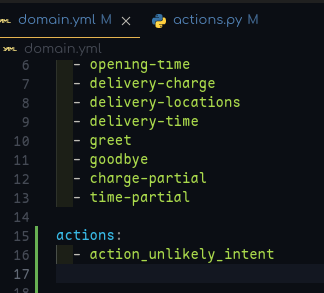 domain.yml M × actions.py M
domain.yml
6 - opening-time
7 - delivery-charge
8 - delivery-locations
9 - delivery-time
10 - greet
11 - goodbye
12 - charge-partial
13 - time-partial
14
15 actions:
16 - action_unlikely_intent
17
18